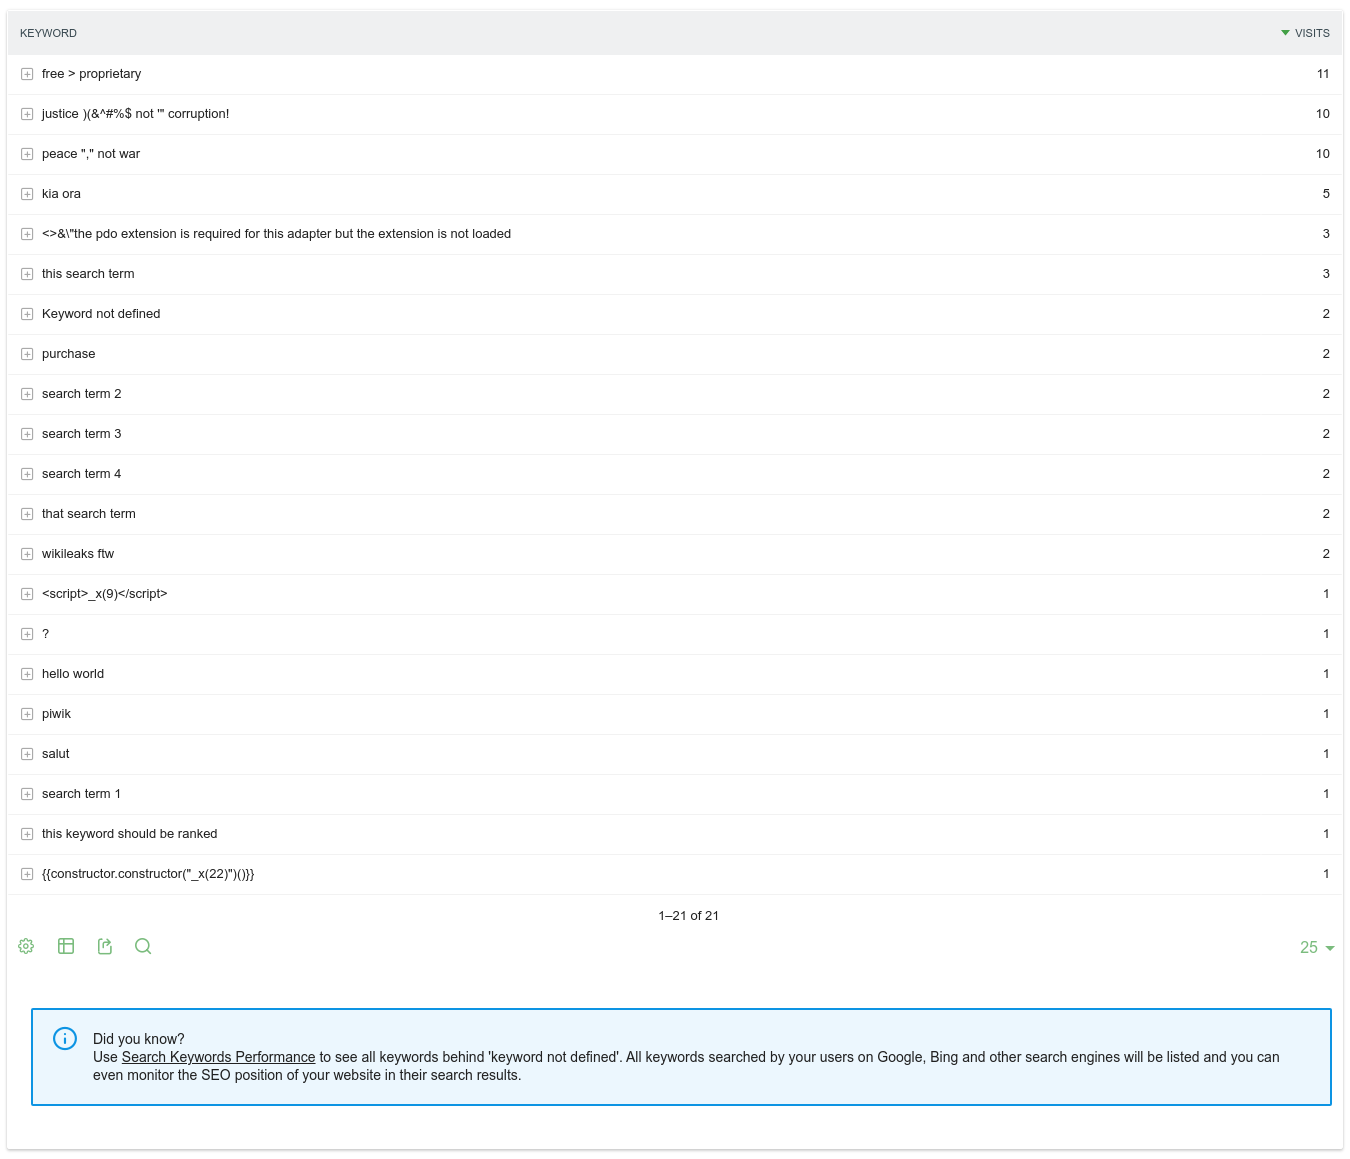 KEYWORD VISITS
free > proprietary 11
justice )(&^#%$ not '" corruption! 10
peace "," not war 10
kia ora 5
<>&\"the pdo extension is required for this adapter but the extension is not loaded 3
this search term 3
Keyword not defined 2
purchase 2
search term 2 2
search term 3 2
search term 4 2
that search term 2
wikileaks ftw 2
<script>_x(9)</script> 1
? 1
hello world 1
piwik 1
salut 1
search term 1 1
this keyword should be ranked 1
{{constructor.constructor("_x(22)")()}} 1
1–21 of 21
25
Did you know?
Use Search Keywords Performance to see all keywords behind 'keyword not defined'. All keywords searched by your users on Google, Bing and other search engines will be listed and you can
even monitor the SEO position of your website in their search results.